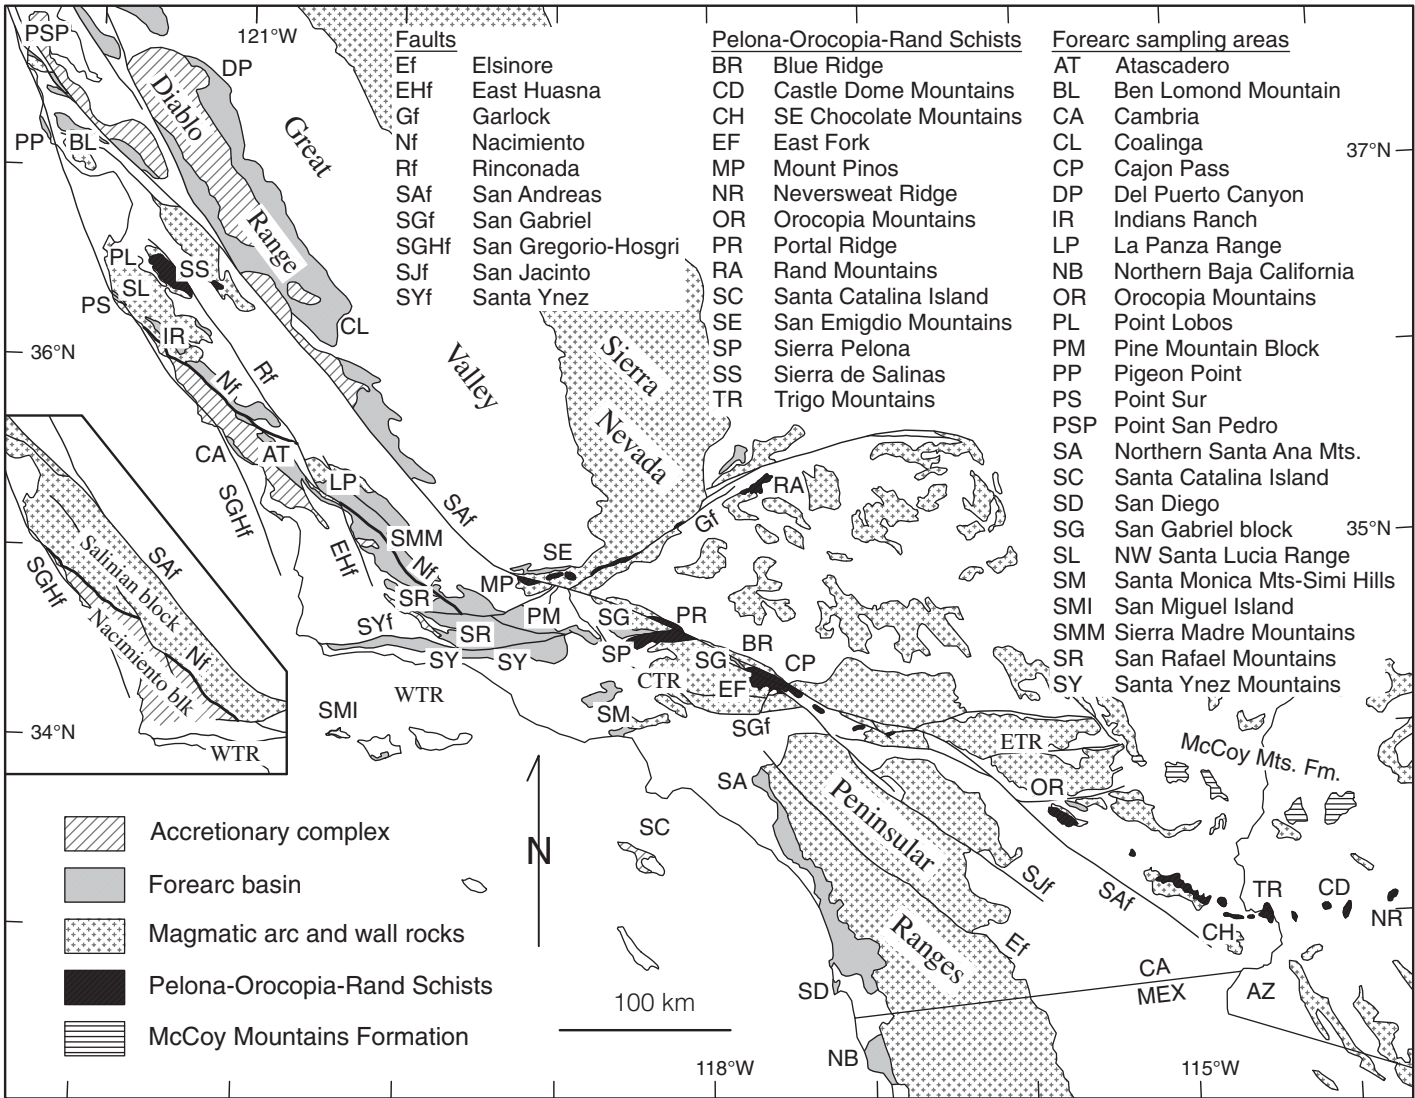 Faults
Ef Elsinore
EHf East Huasna
Gf Garlock
Nf Nacimiento
Rf Rinconada
SAf San Andreas
SGf San Gabriel
SGHf San Gregorio-Hosgri
SJf San Jacinto
SYf Santa Ynez
Pelona-Orocopia-Rand Schists
BR Blue Ridge
CD Castle Dome Mountains
CH SE Chocolate Mountains
EF East Fork
MP Mount Pinos
NR Neversweat Ridge
OR Orocopia Mountains
PR Portal Ridge
RA Rand Mountains
SC Santa Catalina Island
SE San Emigdio Mountains
SP Sierra Pelona
SS Sierra de Salinas
TR Trigo Mountains
Forearc sampling areas
AT Atascadero
BL Ben Lomond Mountain
CA Cambria
CL Coalinga
CP Cajon Pass
DP Del Puerto Canyon
IR Indians Ranch
LP La Panza Range
NB Northern Baja California
OR Orocopia Mountains
PL Point Lobos
PM Pine Mountain Block
PP Pigeon Point
PS Point Sur
PSP Point San Pedro
SA Northern Santa Ana Mts.
SC Santa Catalina Island
SD San Diego
SG San Gabriel block
SL NW Santa Lucia Range
SM Santa Monica Mts-Simi Hills
SMI San Miguel Island
SMM Sierra Madre Mountains
SR San Rafael Mountains
SY Santa Ynez Mountains
PSP
121°W
DP
Diablo
Range
Great
Valley
PP
BL
37°N
PL
SS
SL
PS
IR
CL
36°N
Nf
Rf
Sierra
Nevada
CA
AT
LP
SGHf
SAf
SMM
EHf
Nf
SE
MP
Gf
RA
35°N
SR
PM
SG
PR
SYf
SR
SP
BR
SY
SY
SG
CP
CTR
EF
WTR
SMI
SM
SGf
ETR
McCoy Mts. Fm.
34°N
SAf
Salinian block
SGHf
Nf
Nacimiento blk
WTR
SA
OR
Peninsular
Ranges
SC
SJf
SAf
TR
CD
NR
CH
Ef
N
SD
CA
MEX
AZ
100 km
NB
118°W
115°W
Accretionary complex
Forearc basin
Magmatic arc and wall rocks
Pelona-Orocopia-Rand Schists
McCoy Mountains Formation